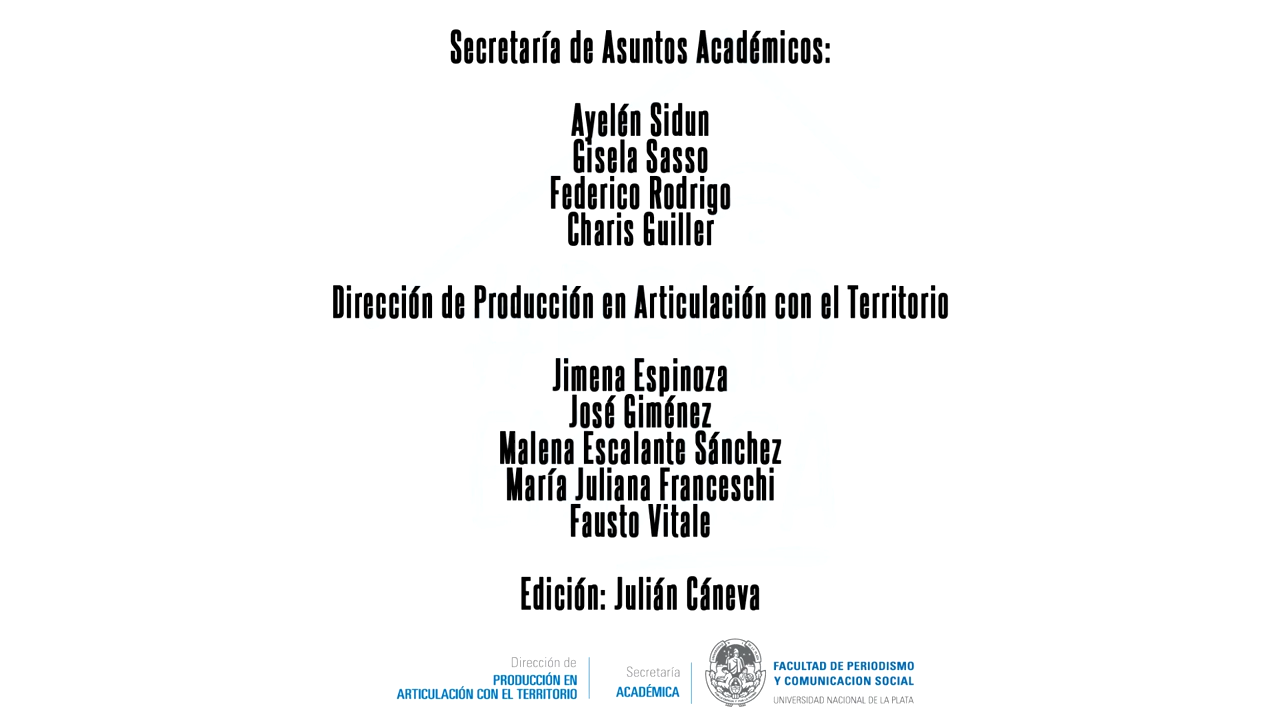 Secretaría de Asuntos Académicos:
Ayelén Sidun
Gisela Sasso
Federico Rodrigo
Charis Guiller
Dirección de Producción en Articulación con el Territorio
Jimena Espinoza
José Giménez
Malena Escalante Sánchez
María Juliana Franceschi
Fausto Vitale
Edición: Julián Cáneva
Dirección de
PRODUCCIÓN EN
ARTICULACIÓN CON EL TERRITORIO
Secretaría
ACADÉMICA
FACULTAD DE PERIODISMO
Y COMUNICACION SOCIAL
UNIVERSIDAD NACIONAL DE LA PLATA